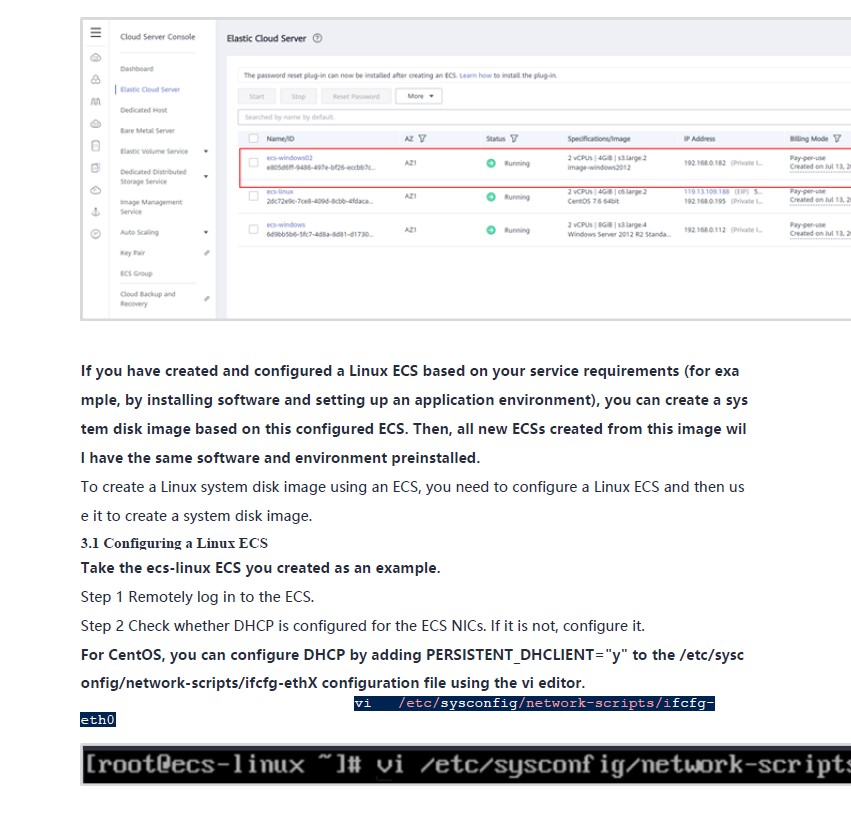 Cloud Server Console
Elastic Cloud Server
Dashboard
Elastic Cloud Server
Dedicated Host
Bare Metal Server
Elastic Volume Service
Dedicated Distributed
Storage Service
Image Management
Service
Auto Scaling
Key Pair
ECS Group
Cloud Backup and
Recovery
The password reset plug-in can now be installed after creating an ECS. Learn how to install the plug-in.
Start Stop Reset Password More
Searched by name by default.
Name/ID AZ Status Specifications/Image IP Address Billing Mode
ecs-windows02 AZ1 Running 2 vCPUs | 4GiB | s3.large.2 192.168.0.182 (Private I... Pay-per-use
e805d6ff-9486-497e-bf26-eccbb7c... image-windows2012 Created on Jul 13, 2
ecs-linux AZ1 Running 2 vCPUs | 4GiB | c6.large.2 119.13.109.188 (EIP) 5... Pay-per-use
2dc72e9c-7ce8-409d-8cbb-4fdaca... CentOS 7.6 64bit 192.168.0.195 (Private I... Created on Jul 13, 2
ecs-windows AZ1 Running 2 vCPUs | 8GiB | s3.large.4 192.168.0.112 (Private I... Pay-per-use
6d9bb5b6-5fc7-4d8a-8d81-d1730... Windows Server 2012 R2 Standa... Created on Jul 13, 2
If you have created and configured a Linux ECS based on your service requirements (for exa
mple, by installing software and setting up an application environment), you can create a sys
tem disk image based on this configured ECS. Then, all new ECSs created from this image wil
l have the same software and environment preinstalled.
To create a Linux system disk image using an ECS, you need to configure a Linux ECS and then us
e it to create a system disk image.
3.1 Configuring a Linux ECS
Take the ecs-linux ECS you created as an example.
Step 1 Remotely log in to the ECS.
Step 2 Check whether DHCP is configured for the ECS NICs. If it is not, configure it.
For CentOS, you can configure DHCP by adding PERSISTENT_DHCLIENT="y" to the /etc/sysc
onfig/network-scripts/ifcfg-ethX configuration file using the vi editor.
vi /etc/sysconfig/network-scripts/ifcfg-
eth0
[root@ecs-linux ~]# vi /etc/sysconfig/network-scripts